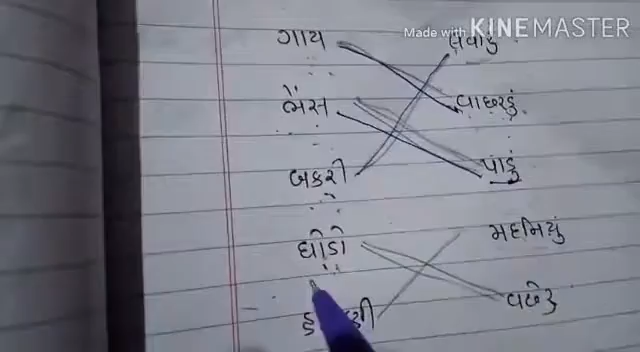 Made with KINEMASTER
ગાય લવારું
ભેંસ વાછરડું
બકરી પાડું
ઘોડો મદનિયું
વછેરૂ